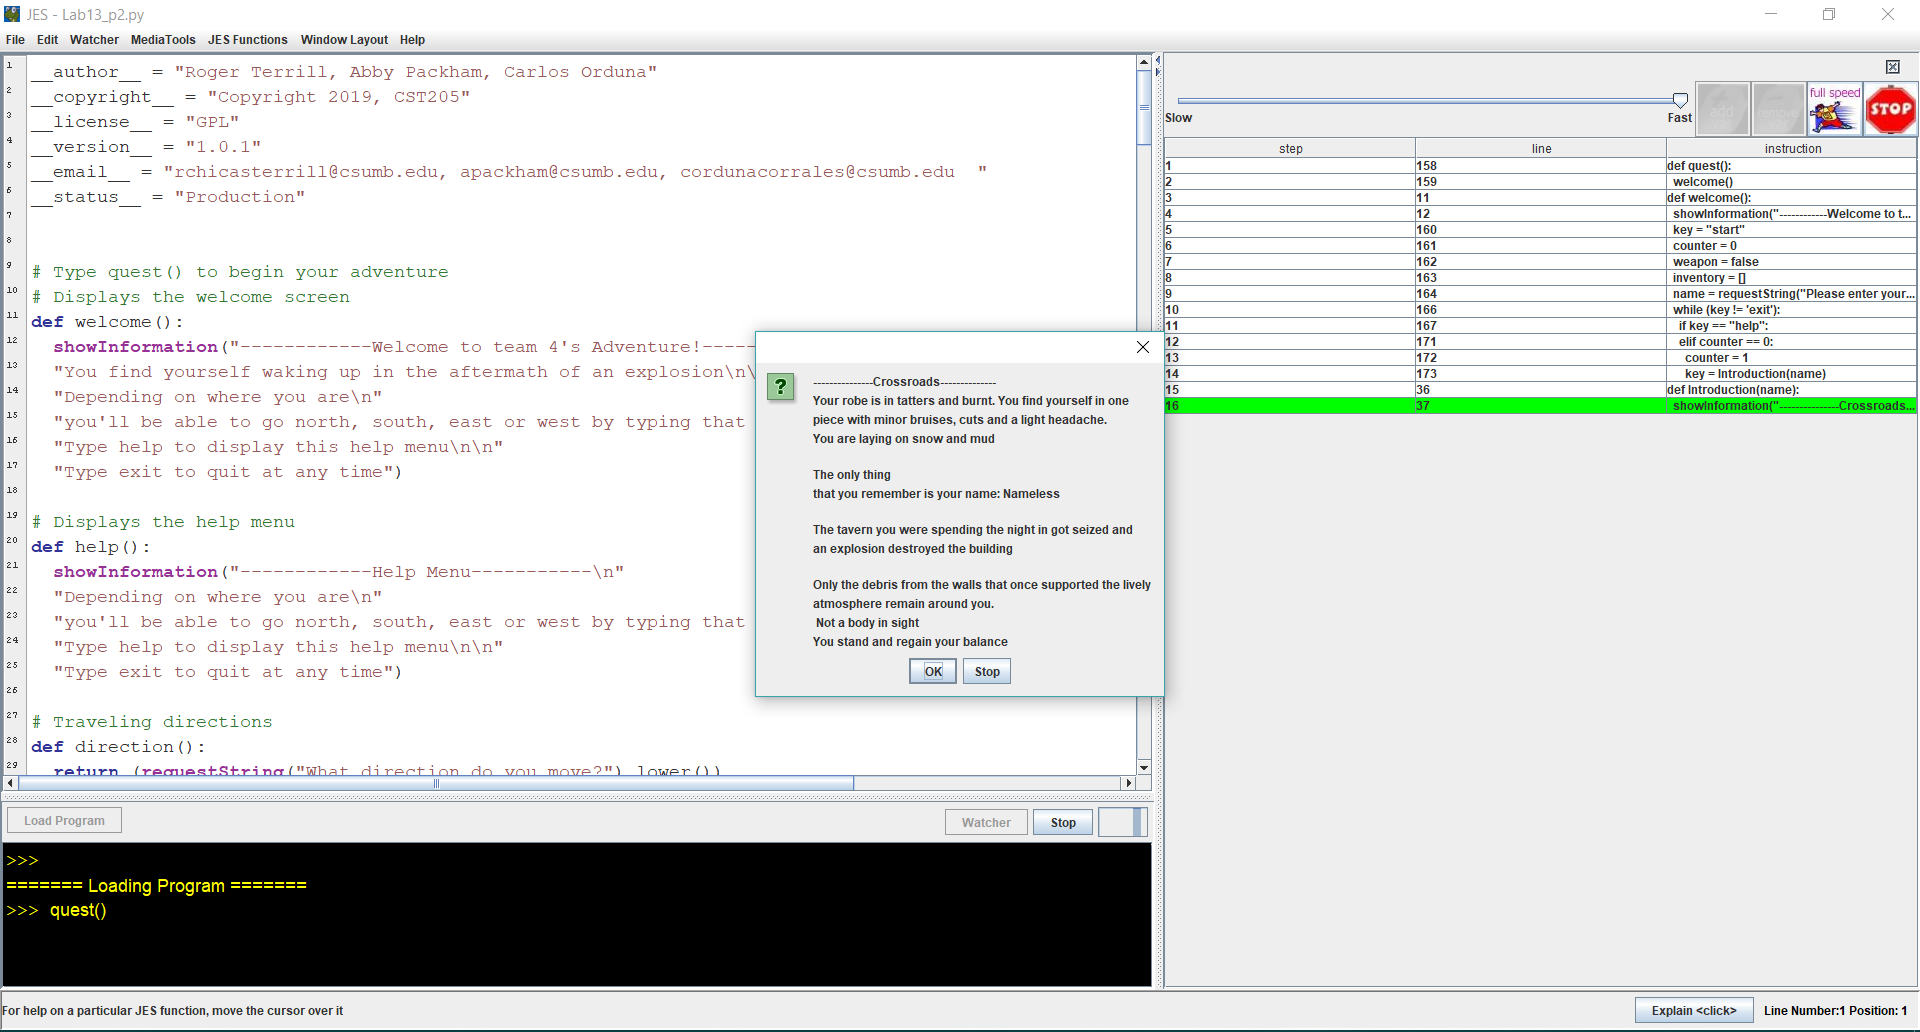 JES - Lab13_p2.py
File Edit Watcher MediaTools JES Functions Window Layout Help
1 __author__ = "Roger Terrill, Abby Packham, Carlos Orduna"
2 __copyright__ = "Copyright 2019, CST205"
3 __license__ = "GPL"
4 __version__ = "1.0.1"
5 __email__ = "rchicasterrill@csumb.edu, apackham@csumb.edu, cordunacorrales@csumb.edu  "
6 __status__ = "Production"
7
8
9 # Type quest() to begin your adventure
10 # Displays the welcome screen
11 def welcome():
12 showInformation("------------Welcome to team 4's Adventure!-----
13 "You find yourself waking up in the aftermath of an explosion\n\
14 "Depending on where you are\n"
15 "you'll be able to go north, south, east or west by typing that
16 "Type help to display this help menu\n\n"
17 "Type exit to quit at any time")
18
19 # Displays the help menu
20 def help():
21 showInformation("------------Help Menu-----------\n"
22 "Depending on where you are\n"
23 "you'll be able to go north, south, east or west by typing that
24 "Type help to display this help menu\n\n"
25 "Type exit to quit at any time")
26
27 # Traveling directions
28 def direction():
29 return (requestString("What direction do you move?").lower())
---------------Crossroads--------------
Your robe is in tatters and burnt. You find yourself in one
piece with minor bruises, cuts and a light headache.
You are laying on snow and mud
The only thing
that you remember is your name: Nameless
The tavern you were spending the night in got seized and
an explosion destroyed the building
Only the debris from the walls that once supported the lively
atmosphere remain around you.
Not a body in sight
You stand and regain your balance
OK Stop
Slow Fast
add remove full speed STOP
step line instruction
1 158 def quest():
2 159 welcome()
3 11 def welcome():
4 12 showInformation("------------Welcome to t...
5 160 key = "start"
6 161 counter = 0
7 162 weapon = false
8 163 inventory = []
9 164 name = requestString("Please enter your...
10 166 while (key != 'exit'):
11 167 if key == "help":
12 171 elif counter == 0:
13 172 counter = 1
14 173 key = Introduction(name)
15 36 def Introduction(name):
16 37 showInformation("---------------Crossroads...
Load Program Watcher Stop
>>>
======= Loading Program =======
>>> quest()
For help on a particular JES function, move the cursor over it
Explain <click> Line Number:1 Position: 1